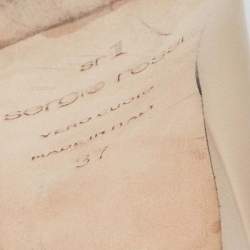 sr1
sergio rossi
VERO CUOIO
MADE IN ITALY
37